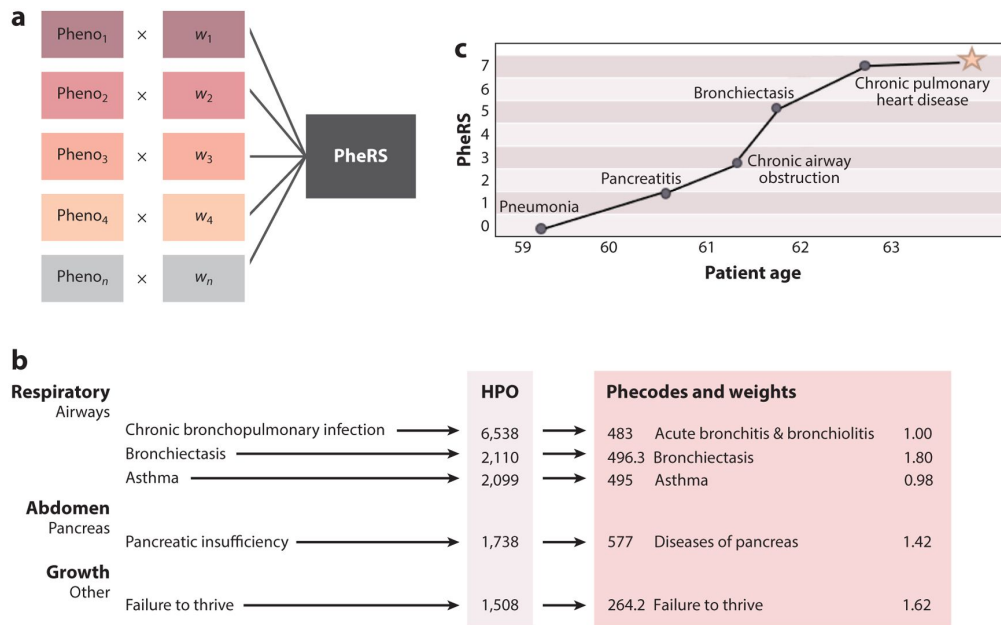 a
Pheno1 × w1
Pheno2 × w2
Pheno3 × w3
Pheno4 × w4
Phenon × wn
PheRS
c
PheRS
7
6
5
4
3
2
1
0
Pneumonia
Pancreatitis
Chronic airway
obstruction
Bronchiectasis
Chronic pulmonary
heart disease
59 60 61 62 63
Patient age
b
HPO Phecodes and weights
Respiratory
Airways
Chronic bronchopulmonary infection 6,538 483 Acute bronchitis & bronchiolitis 1.00
Bronchiectasis 2,110 496.3 Bronchiectasis 1.80
Asthma 2,099 495 Asthma 0.98
Abdomen
Pancreas
Pancreatic insufficiency 1,738 577 Diseases of pancreas 1.42
Growth
Other
Failure to thrive 1,508 264.2 Failure to thrive 1.62